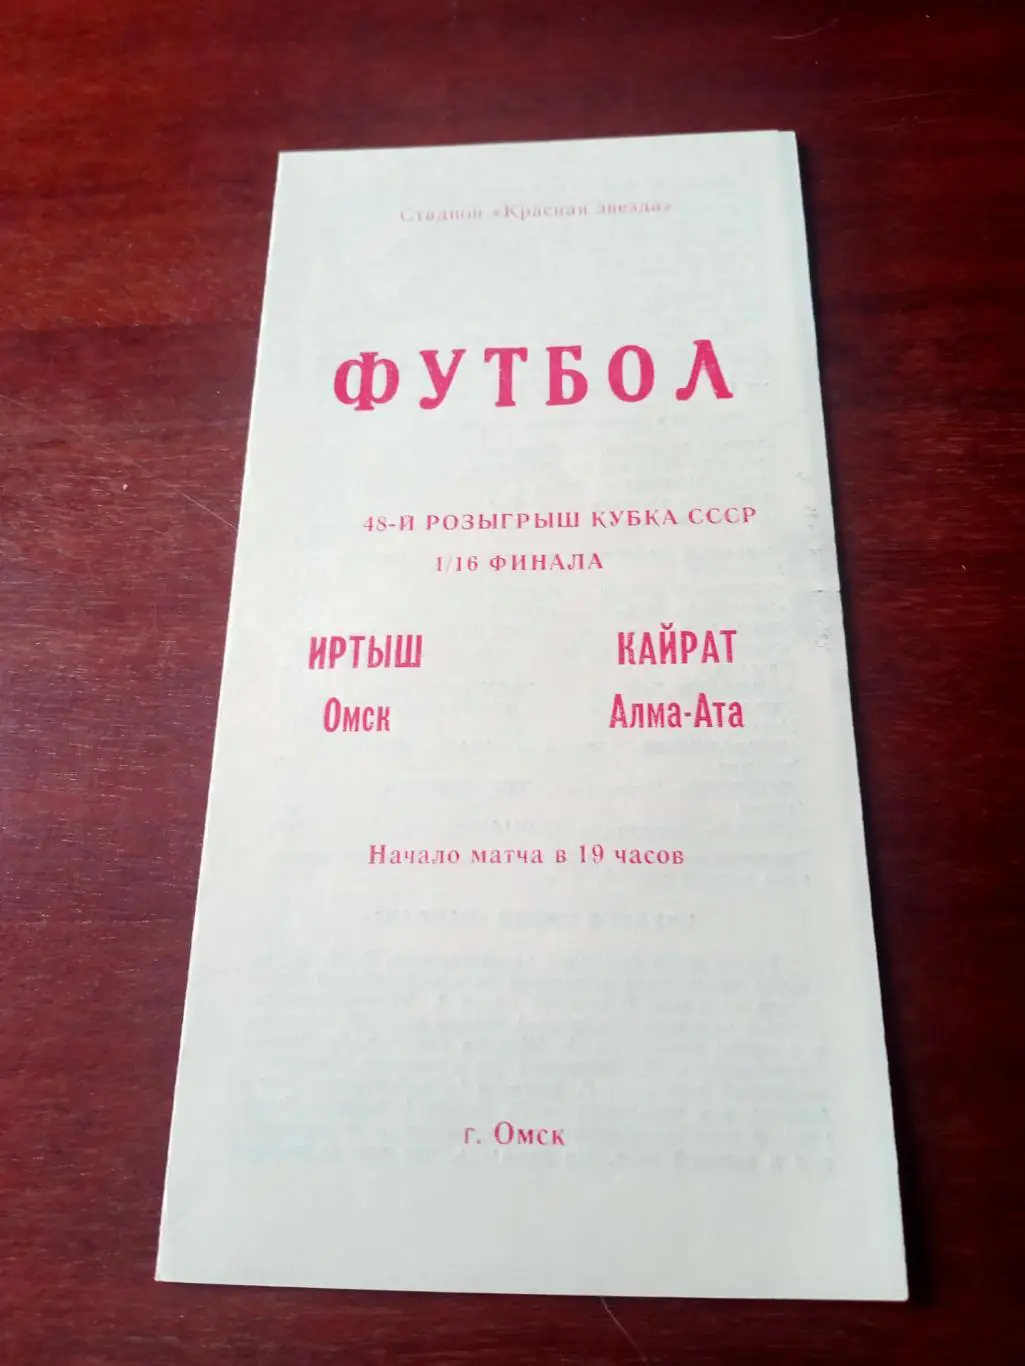 Стадион «Красная звезда»
ФУТБОЛ
48-Й РОЗЫГРЫШ КУБКА СССР
1/16 ФИНАЛА
ИРТЫШ КАЙРАТ
Омск Алма-Ата
Начало матча в 19 часов
г. Омск